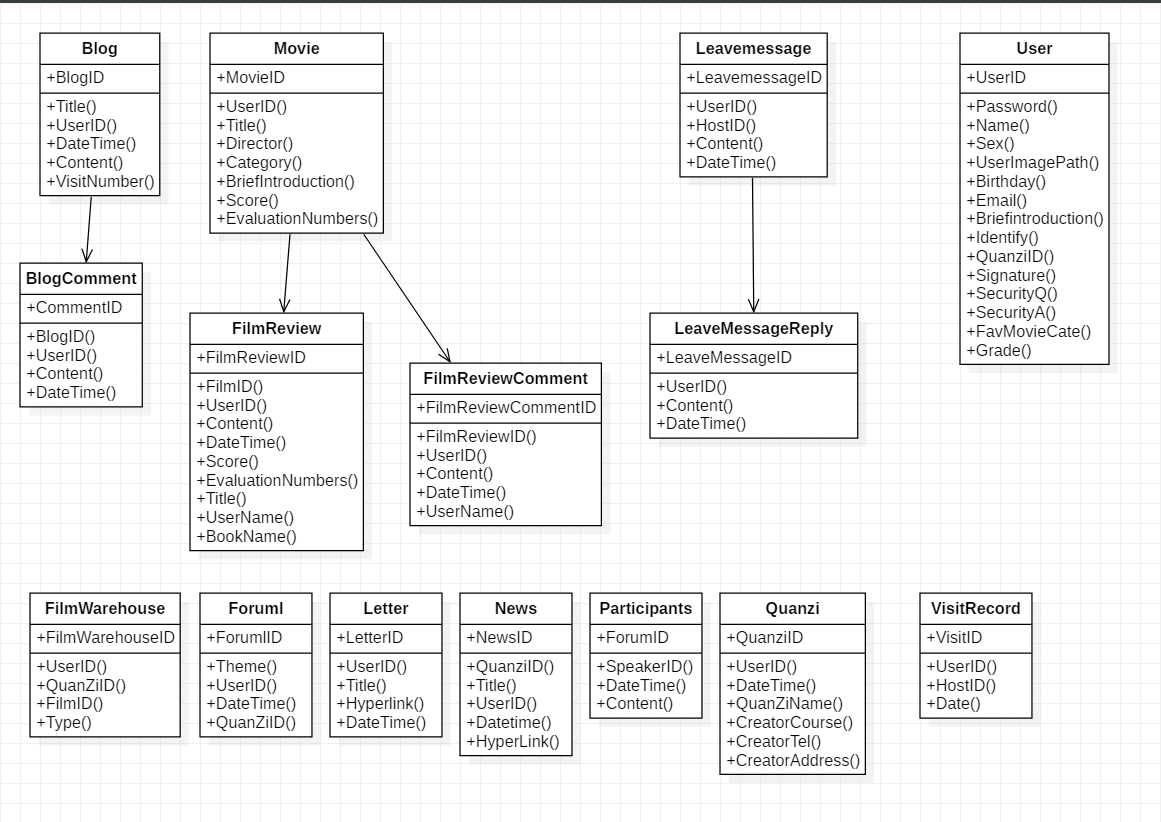 Blog
+BlogID
+Title()
+UserID()
+DateTime()
+Content()
+VisitNumber()
Movie
+MovieID
+UserID()
+Title()
+Director()
+Category()
+BriefIntroduction()
+Score()
+EvaluationNumbers()
Leavemessage
+LeavemessageID
+UserID()
+HostID()
+Content()
+DateTime()
User
+UserID
+Password()
+Name()
+Sex()
+UserImagePath()
+Birthday()
+Email()
+Briefintroduction()
+Identify()
+QuanziID()
+Signature()
+SecurityQ()
+SecurityA()
+FavMovieCate()
+Grade()
BlogComment
+CommentID
+BlogID()
+UserID()
+Content()
+DateTime()
FilmReview
+FilmReviewID
+FilmID()
+UserID()
+Content()
+DateTime()
+Score()
+EvaluationNumbers()
+Title()
+UserName()
+BookName()
FilmReviewComment
+FilmReviewCommentID
+FilmReviewID()
+UserID()
+Content()
+DateTime()
+UserName()
LeaveMessageReply
+LeaveMessageID
+UserID()
+Content()
+DateTime()
FilmWarehouse
+FilmWarehouseID
+UserID()
+QuanZiID()
+FilmID()
+Type()
ForumI
+ForumIID
+Theme()
+UserID()
+DateTime()
+QuanZiID()
Letter
+LetterID
+UserID()
+Title()
+Hyperlink()
+DateTime()
News
+NewsID
+QuanziID()
+Title()
+UserID()
+Datetime()
+HyperLink()
Participants
+ForumID
+SpeakerID()
+DateTime()
+Content()
Quanzi
+QuanziID
+UserID()
+DateTime()
+QuanZiName()
+CreatorCourse()
+CreatorTel()
+CreatorAddress()
VisitRecord
+VisitID
+UserID()
+HostID()
+Date()